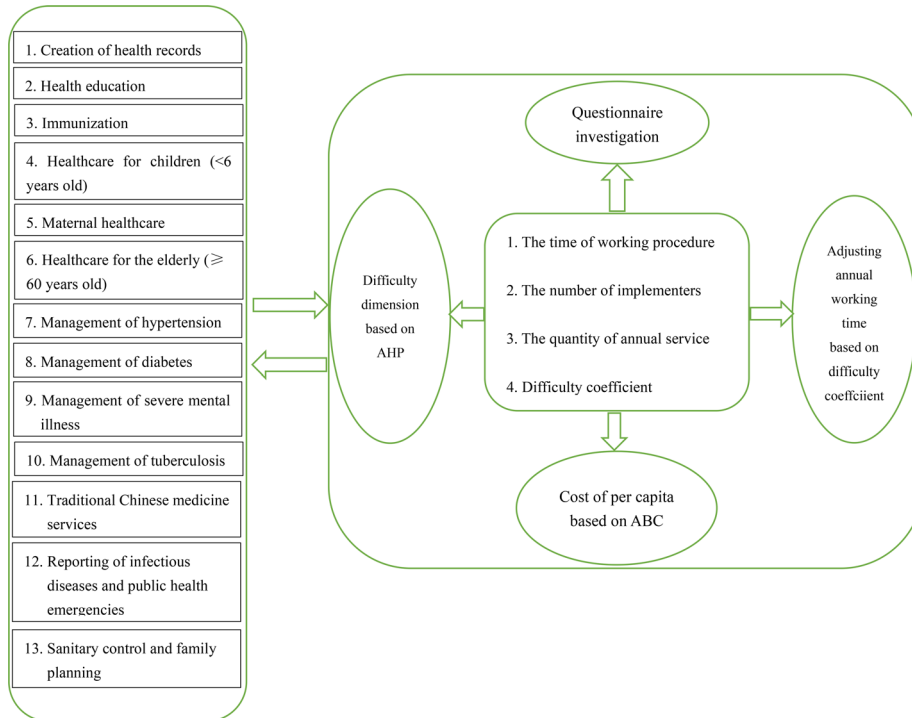 1. Creation of health records
2. Health education
3. Immunization
4. Healthcare for children (<6
years old)
5. Maternal healthcare
6. Healthcare for the elderly (≥
60 years old)
7. Management of hypertension
8. Management of diabetes
9. Management of severe mental
illness
10. Management of tuberculosis
11. Traditional Chinese medicine
services
12. Reporting of infectious
diseases and public health
emergencies
13. Sanitary control and family
planning
Difficulty
dimension
based on
AHP
Questionnaire
investigation
1. The time of working procedure
2. The number of implementers
3. The quantity of annual service
4. Difficulty coefficient
Cost of per capita
based on ABC
Adjusting
annual
working
time
based on
difficulty
coeffciient